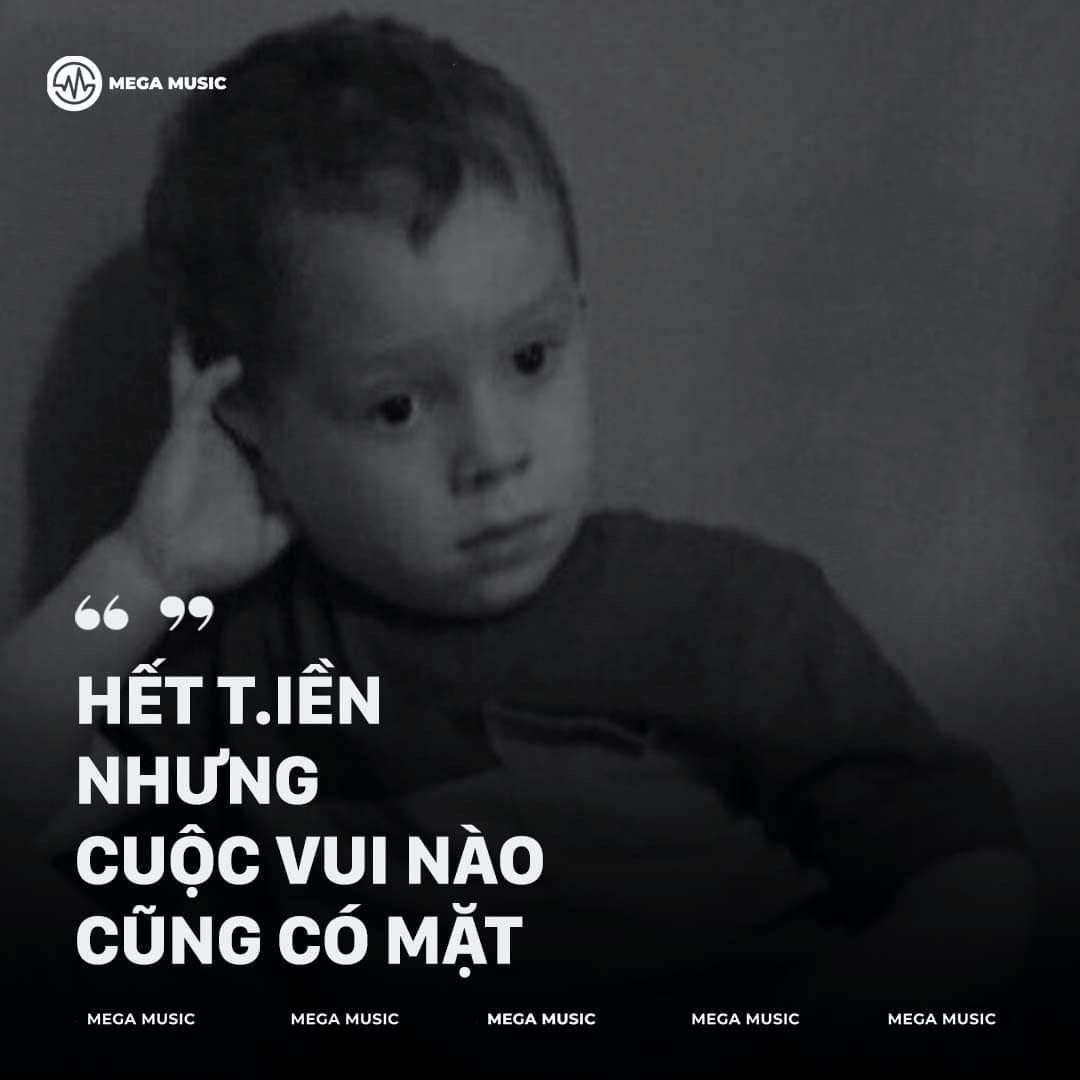 MEGA MUSIC
“ ”
HẾT T.IỀN
NHƯNG
CUỘC VUI NÀO
CŨNG CÓ MẶT
MEGA MUSIC MEGA MUSIC MEGA MUSIC MEGA MUSIC MEGA MUSIC